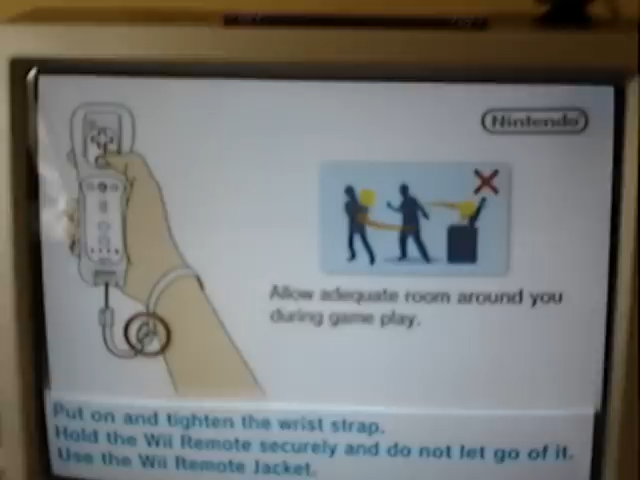 Nintendo
Allow adequate room around you
during game play.
Put on and tighten the wrist strap.
Hold the Wii Remote securely and do not let go of it.
Use the Wii Remote Jacket.